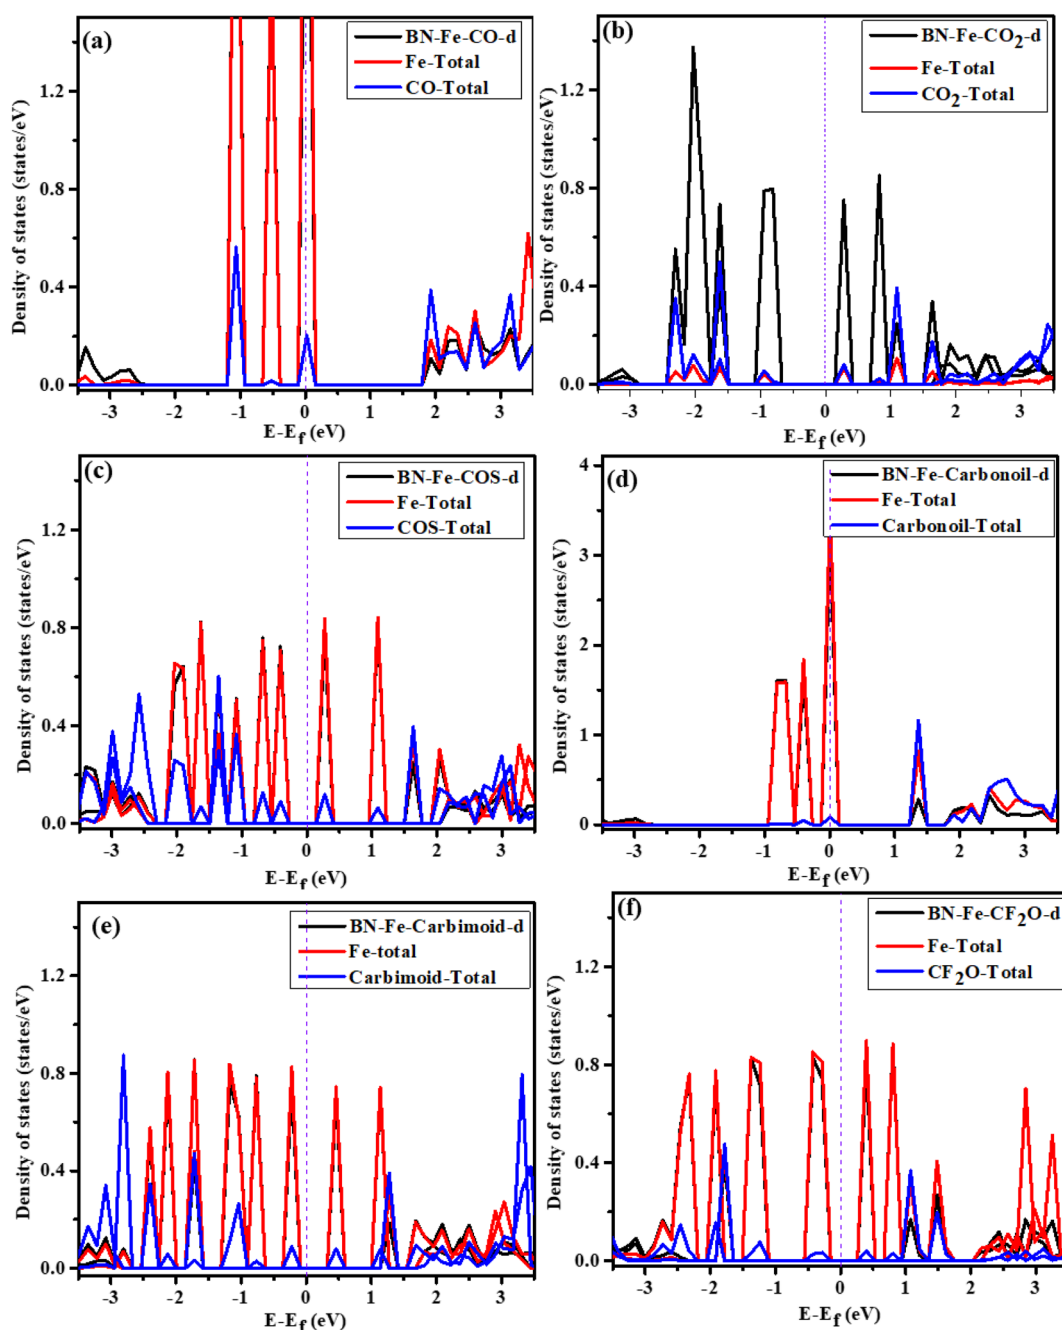 (a)
BN-Fe-CO-d
Fe-Total
CO-Total
Density of states (states/eV)
1.2
0.8
0.4
0.0
-3 -2 -1 0 1 2 3
E-Ef (eV)
(b)
BN-Fe-CO2-d
Fe-Total
CO2-Total
Density of states (states/eV)
1.2
0.8
0.4
0.0
-3 -2 -1 0 1 2 3
E-Ef (eV)
(c)
BN-Fe-COS-d
Fe-Total
COS-Total
Density of states (states/eV)
1.2
0.8
0.4
0.0
-3 -2 -1 0 1 2 3
E-Ef (eV)
(d)
BN-Fe-Carbonoil-d
Fe-Total
Carbonoil-Total
Density of states (states/eV)
4
3
2
1
0
-3 -2 -1 0 1 2 3
E-Ef (eV)
(e)
BN-Fe-Carbimoid-d
Fe-total
Carbimoid-Total
Density of states (states/eV)
1.2
0.8
0.4
0.0
-3 -2 -1 0 1 2 3
E-Ef (eV)
(f)
BN-Fe-CF2O-d
Fe-Total
CF2O-Total
Density of states (states/eV)
1.2
0.8
0.4
0.0
-3 -2 -1 0 1 2 3
E-Ef (eV)